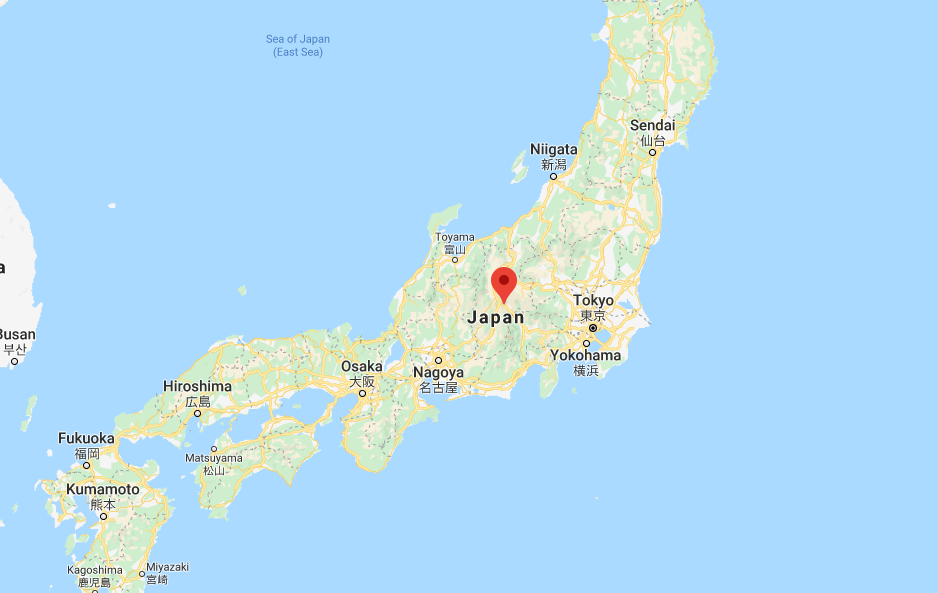 Sea of Japan
(East Sea)
Sendai
仙台
Niigata
新潟
Toyama
富山
a
Japan
Tokyo
東京
Busan
부산
Yokohama
横浜
Osaka
大阪
Nagoya
名古屋
Hiroshima
広島
Fukuoka
福岡
Matsuyama
松山
Kumamoto
熊本
Kagoshima
鹿児島
Miyazaki
宮崎